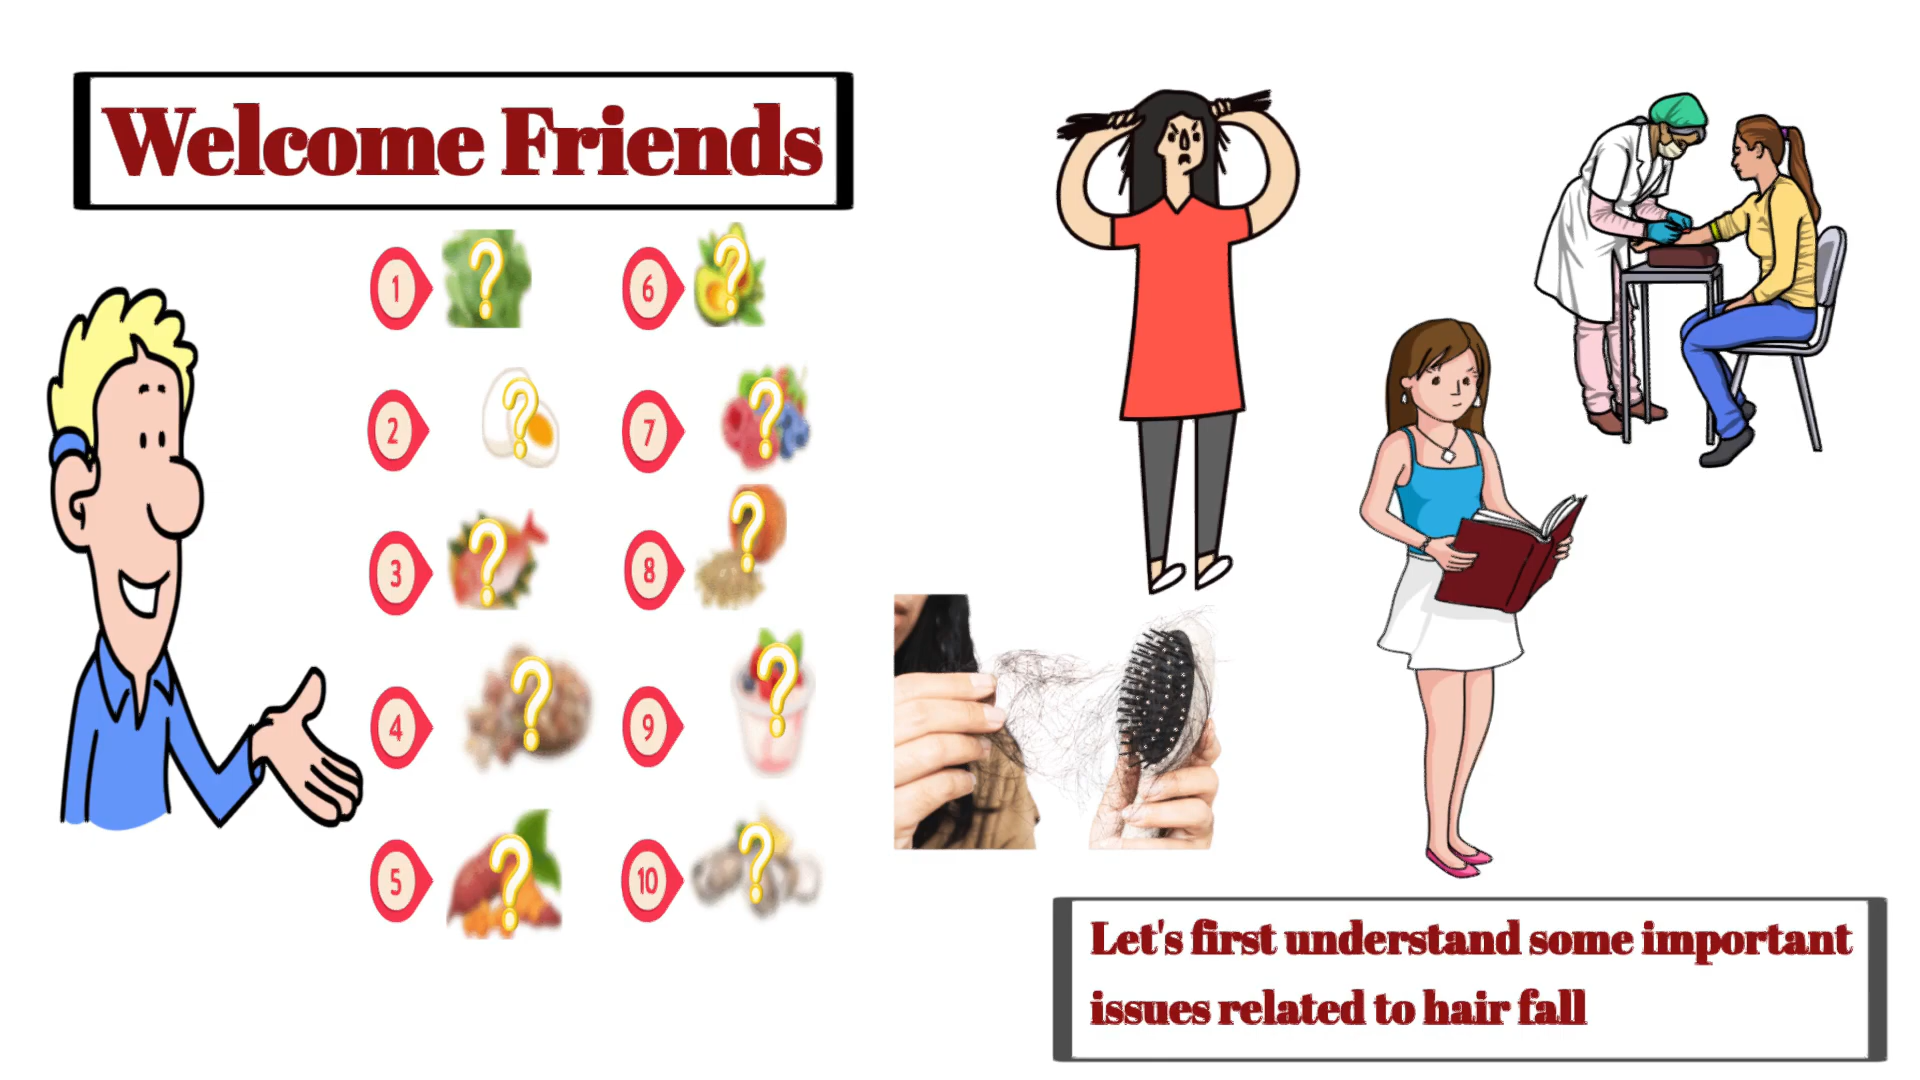 Welcome Friends
1 ? 6 ?
2 ? 7 ?
3 ? 8 ?
4 ? 9 ?
5 ? 10 ?
Let's first understand some important
issues related to hair fall